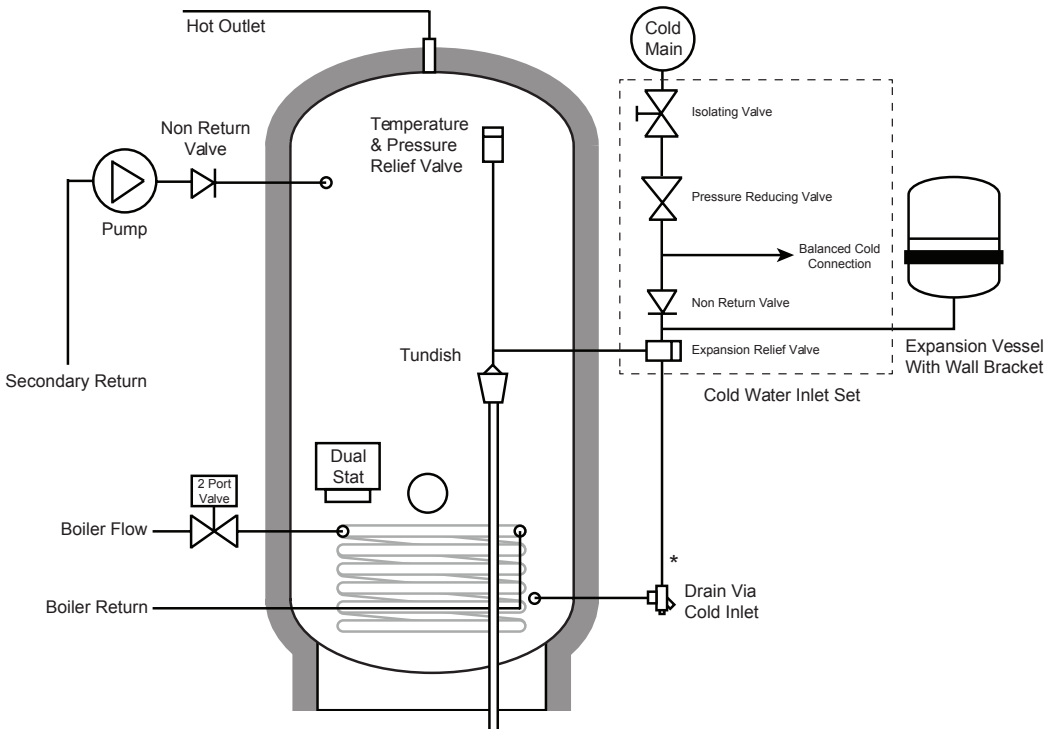 Hot Outlet
Cold
Main
Isolating Valve
Temperature
& Pressure
Relief Valve
Non Return
Valve
Pump
Pressure Reducing Valve
Balanced Cold
Connection
Non Return Valve
Expansion Relief Valve
Expansion Vessel
With Wall Bracket
Tundish
Secondary Return
Cold Water Inlet Set
Dual
Stat
2 Port
Valve
Boiler Flow
*
Drain Via
Cold Inlet
Boiler Return